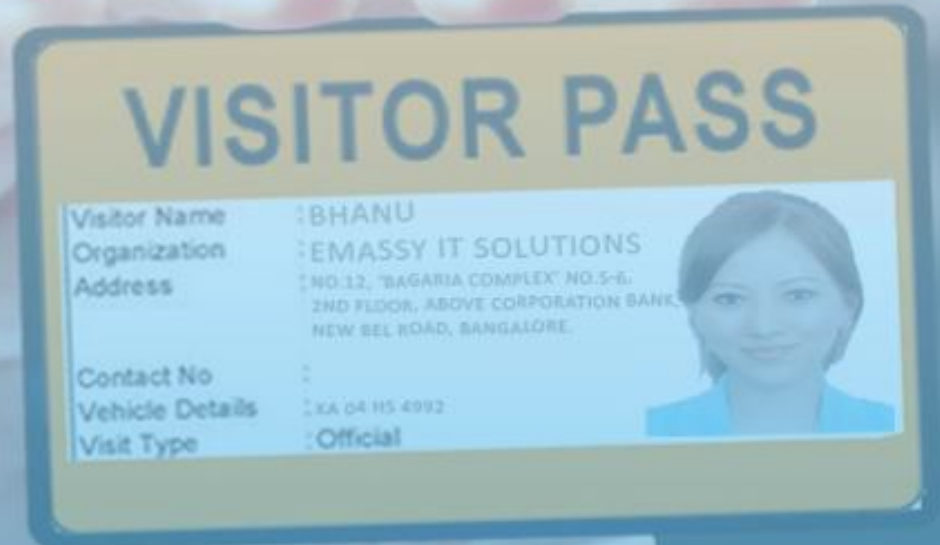 VISITOR PASS
Visitor Name : BHANU
Organization : EMASSY IT SOLUTIONS
Address : NO.12, "BAGARIA COMPLEX" NO.5-6,
2ND FLOOR, ABOVE CORPORATION BANK,
NEW BEL ROAD, BANGALORE.
Contact No :
Vehicle Details : KA 04 HS 4992
Visit Type : Official